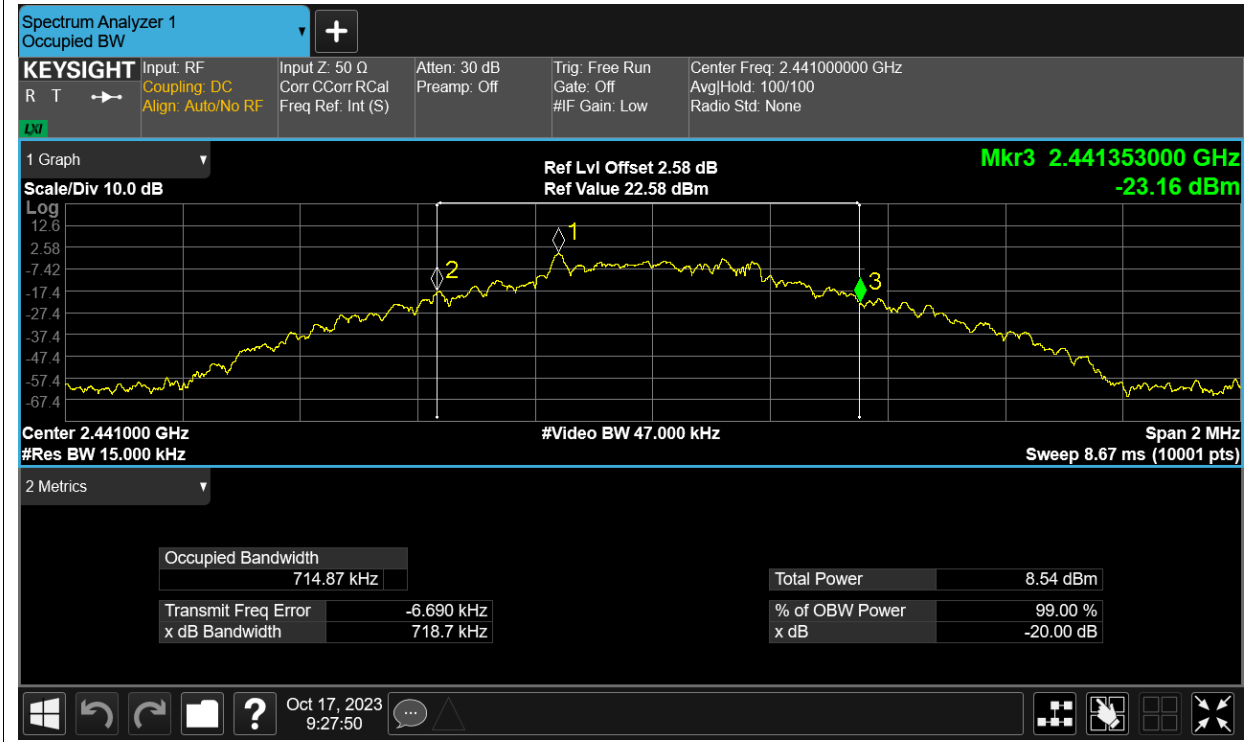 Spectrum Analyzer 1
Occupied BW
KEYSIGHT
R T
LXI
Input: RF
Coupling: DC
Align: Auto/No RF
Input Z: 50 Ω
Corr CCorr RCal
Freq Ref: Int (S)
Atten: 30 dB
Preamp: Off
Trig: Free Run
Gate: Off
#IF Gain: Low
Center Freq: 2.441000000 GHz
Avg|Hold: 100/100
Radio Std: None
1 Graph
Scale/Div 10.0 dB
Ref Lvl Offset 2.58 dB
Ref Value 22.58 dBm
Mkr3 2.441353000 GHz
-23.16 dBm
Log
12.6
2.58
-7.42
-17.4
-27.4
-37.4
-47.4
-57.4
-67.4
1
2
3
Center 2.441000 GHz
#Video BW 47.000 kHz
Span 2 MHz
#Res BW 15.000 kHz
Sweep 8.67 ms (10001 pts)
2 Metrics
Occupied Bandwidth
714.87 kHz
Total Power 8.54 dBm
Transmit Freq Error -6.690 kHz
% of OBW Power 99.00 %
x dB Bandwidth 718.7 kHz
x dB -20.00 dB
?
Oct 17, 2023
9:27:50